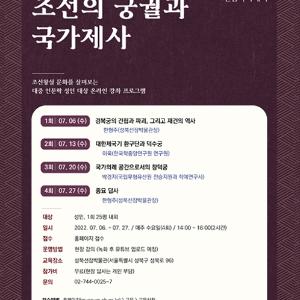 조선의 궁궐과
국가제사
조선왕실 문화를 살펴보는
대중 인문학 성인 대상 온라인 강좌 프로그램
1회 07. 06 (수) 경복궁의 건립과 파괴, 그리고 재건의 역사
한형주(성북선잠박물관장)
2회 07. 13 (수) 대한제국기 환구단과 덕수궁
이욱(한국학중앙연구원 연구원)
3회 07. 20 (수) 국가의례 공간으로서의 창덕궁
박경지(국립무형유산원 전승지원과 학예연구사)
4회 07. 27 (수) 종묘 답사
한형주(성북선잠박물관장)
대상 성인, 1회 25명 내외
일시 2022. 07. 06. ~ 07. 27. / 매주 수요일(4회) / 14:00 ~ 16:00(2시간)
접수 홈페이지 접수
운영방법 현장 강의 (녹화 후 유튜브 업로드 예정)
교육장소 성북선잠박물관(서울특별시 성북구 성북로 96)
참가비 무료(현장 답사는 개인 부담)
문의 02-744-0025~7